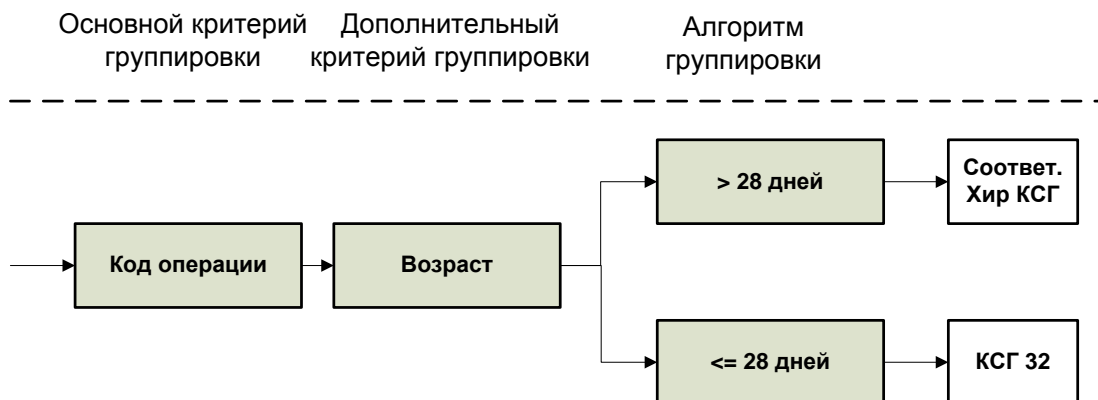 Основной критерий
группировки
Дополнительный
критерий группировки
Алгоритм
группировки
> 28 дней
Соответ.
Хир КСГ
Код операции
Возраст
<= 28 дней
КСГ 32